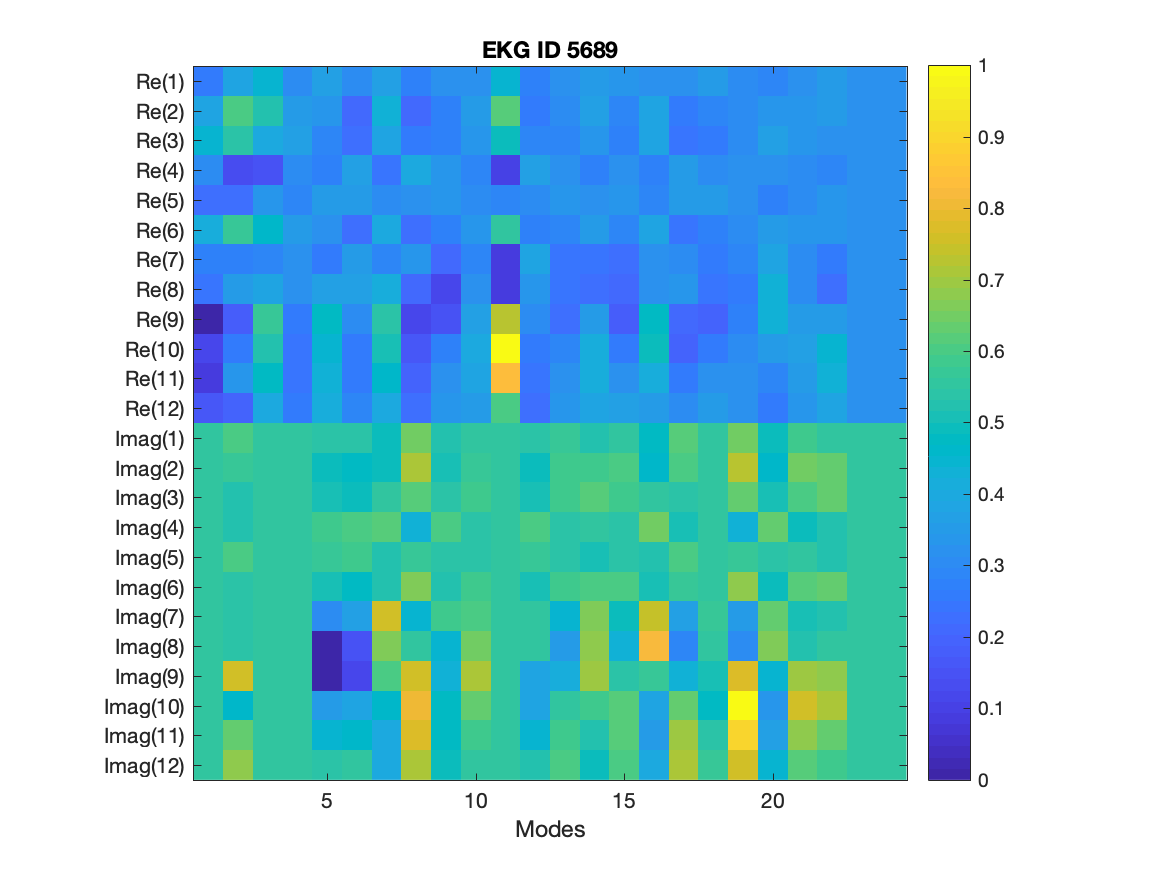 EKG ID 5689
Re(1)
Re(2)
Re(3)
Re(4)
Re(5)
Re(6)
Re(7)
Re(8)
Re(9)
Re(10)
Re(11)
Re(12)
Imag(1)
Imag(2)
Imag(3)
Imag(4)
Imag(5)
Imag(6)
Imag(7)
Imag(8)
Imag(9)
Imag(10)
Imag(11)
Imag(12)
5 10 15 20
Modes
1
0.9
0.8
0.7
0.6
0.5
0.4
0.3
0.2
0.1
0